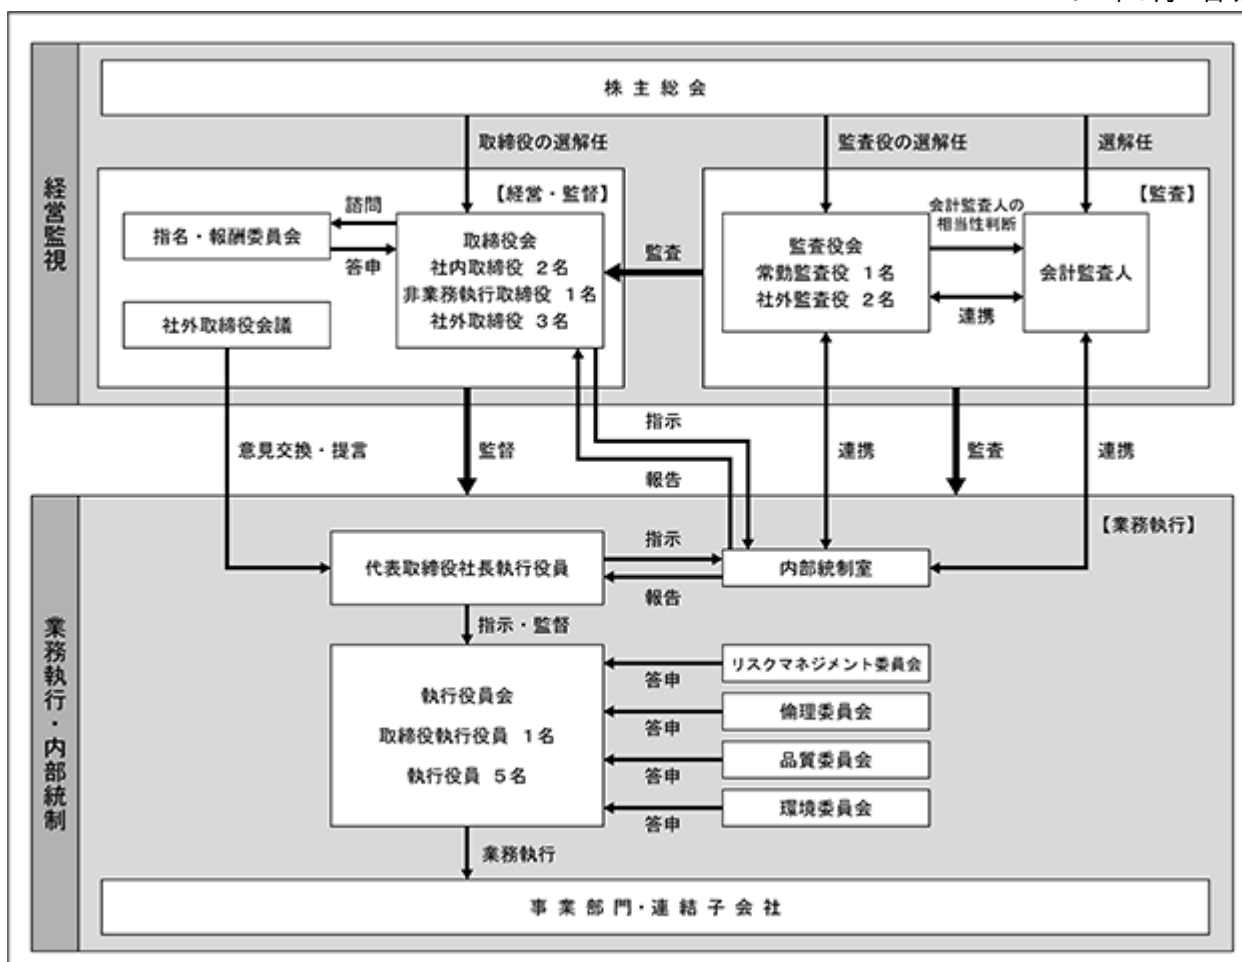 株主総会
取締役の選解任
監査役の選解任
選解任
経営監視
【経営・監督】
諮問
指名・報酬委員会
答申
社外取締役会議
取締役会
社内取締役 2名
非業務執行取締役 1名
社外取締役 3名
監査
【監査】
監査役会
常勤監査役 1名
社外監査役 2名
会計監査人の
相当性判断
連携
会計監査人
意見交換・提言
監督
指示
報告
連携
監査
連携
業務執行・内部統制
【業務執行】
代表取締役社長執行役員
指示
報告
内部統制室
指示・監督
執行役員会
取締役執行役員 1名
執行役員 5名
答申
リスクマネジメント委員会
答申
倫理委員会
答申
品質委員会
答申
環境委員会
業務執行
事業部門・連結子会社